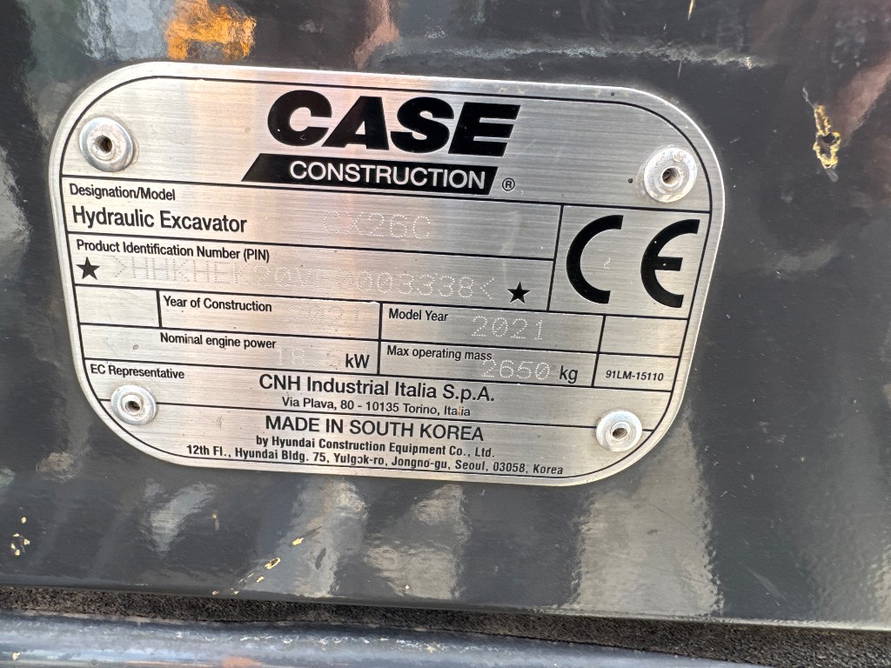 CASE
CONSTRUCTION ®
Designation/Model
Hydraulic Excavator CX26C
Product Identification Number (PIN)
Year of Construction 2021 Model Year 2021
Nominal engine power kW Max operating mass 2650 kg 91LM-15110
EC Representative
CNH Industrial Italia S.p.A.
Via Plava, 80 - 10135 Torino, Italia
MADE IN SOUTH KOREA
by Hyundai Construction Equipment Co., Ltd.
12th Fl., Hyundai Bldg. 75, Yulgok-ro, Jongno-gu, Seoul, 03058, Korea
CE